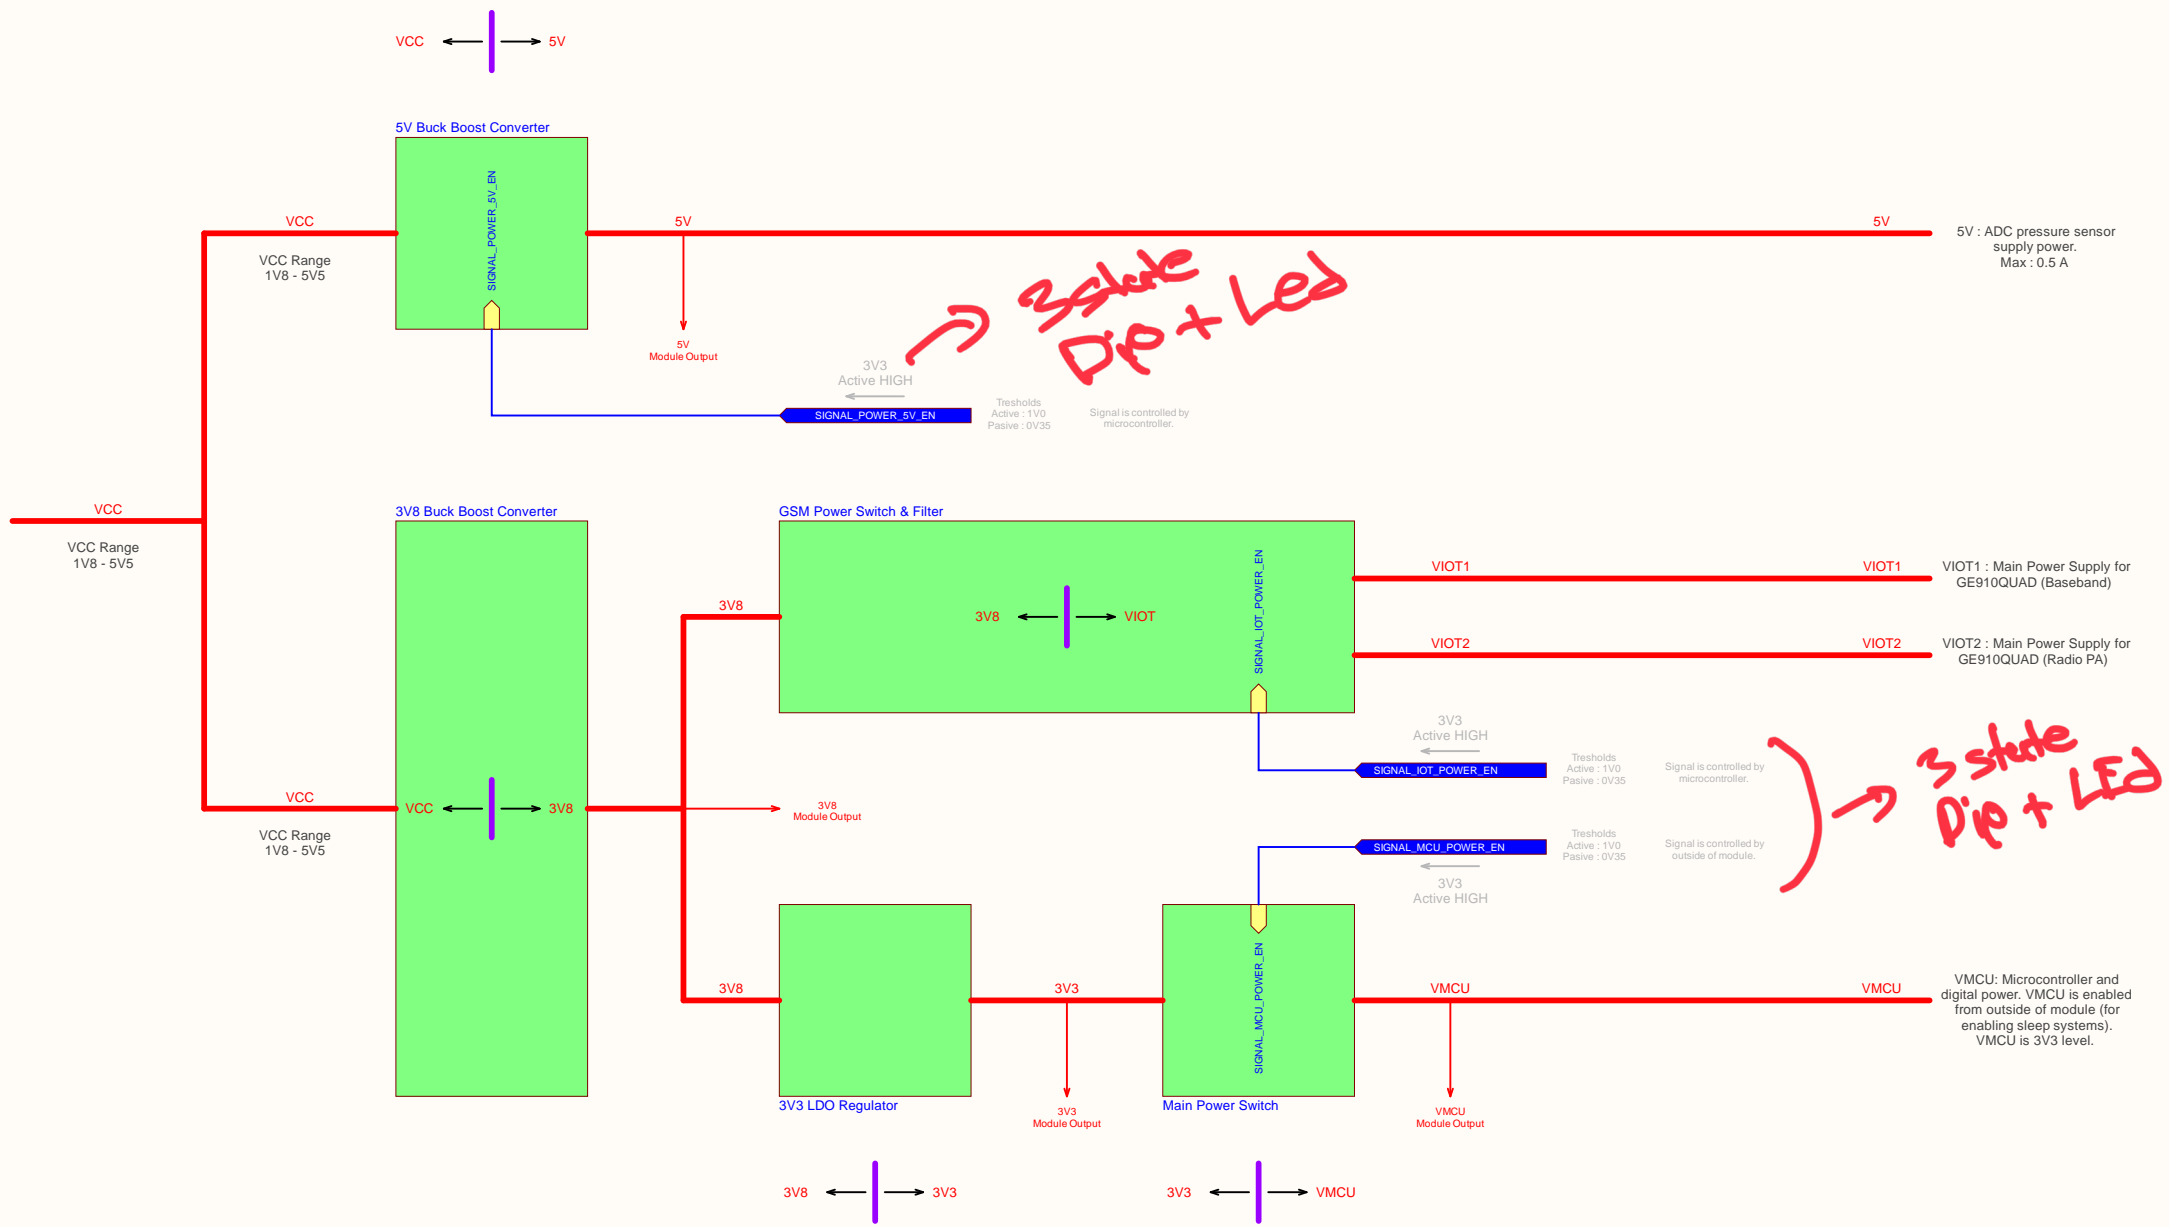 VCC
5V
5V Buck Boost Converter
SIGNAL_POWER_5V_EN
VCC
VCC Range
1V8 - 5V5
5V
5V
5V : ADC pressure sensor
supply power.
Max : 0.5 A
5V
Module Output
3 state
Dip + Led
3V3
Active HIGH
SIGNAL_POWER_5V_EN
Tresholds
Active : 1V0
Pasive : 0V35
Signal is controlled by
microcontroller.
VCC
VCC Range
1V8 - 5V5
3V8 Buck Boost Converter
VCC
3V8
VCC
VCC Range
1V8 - 5V5
3V8
Module Output
GSM Power Switch & Filter
3V8
3V8
VIOT
SIGNAL_IOT_POWER_EN
VIOT1
VIOT1
VIOT1 : Main Power Supply for
GE910QUAD (Baseband)
VIOT2
VIOT2
VIOT2 : Main Power Supply for
GE910QUAD (Radio PA)
3V3
Active HIGH
SIGNAL_IOT_POWER_EN
Tresholds
Active : 1V0
Pasive : 0V35
Signal is controlled by
microcontroller.
3 state
Dip + LEd
SIGNAL_MCU_POWER_EN
Tresholds
Active : 1V0
Pasive : 0V35
Signal is controlled by
outside of module.
3V3
Active HIGH
3V8
3V3 LDO Regulator
3V3
3V3
Module Output
SIGNAL_MCU_POWER_EN
Main Power Switch
VMCU
VMCU
VMCU
Module Output
VMCU: Microcontroller and
digital power. VMCU is enabled
from outside of module (for
enabling sleep systems).
VMCU is 3V3 level.
3V8
3V3
3V3
VMCU